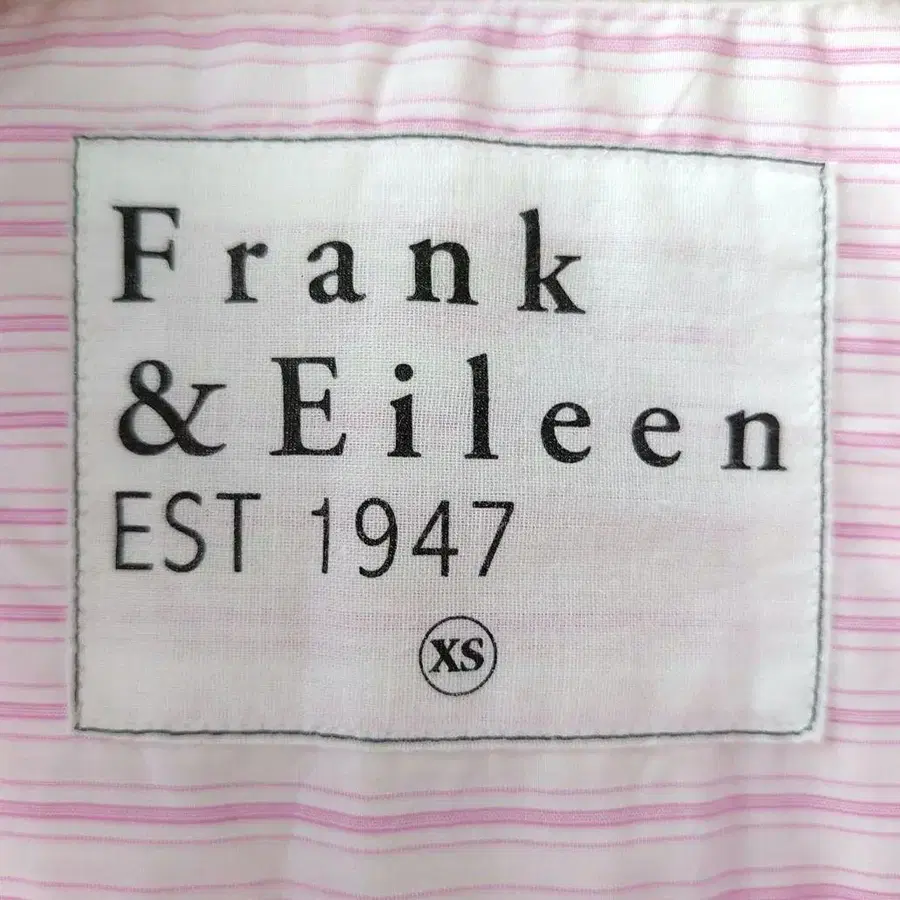 Frank
& Eileen
EST 1947
XS